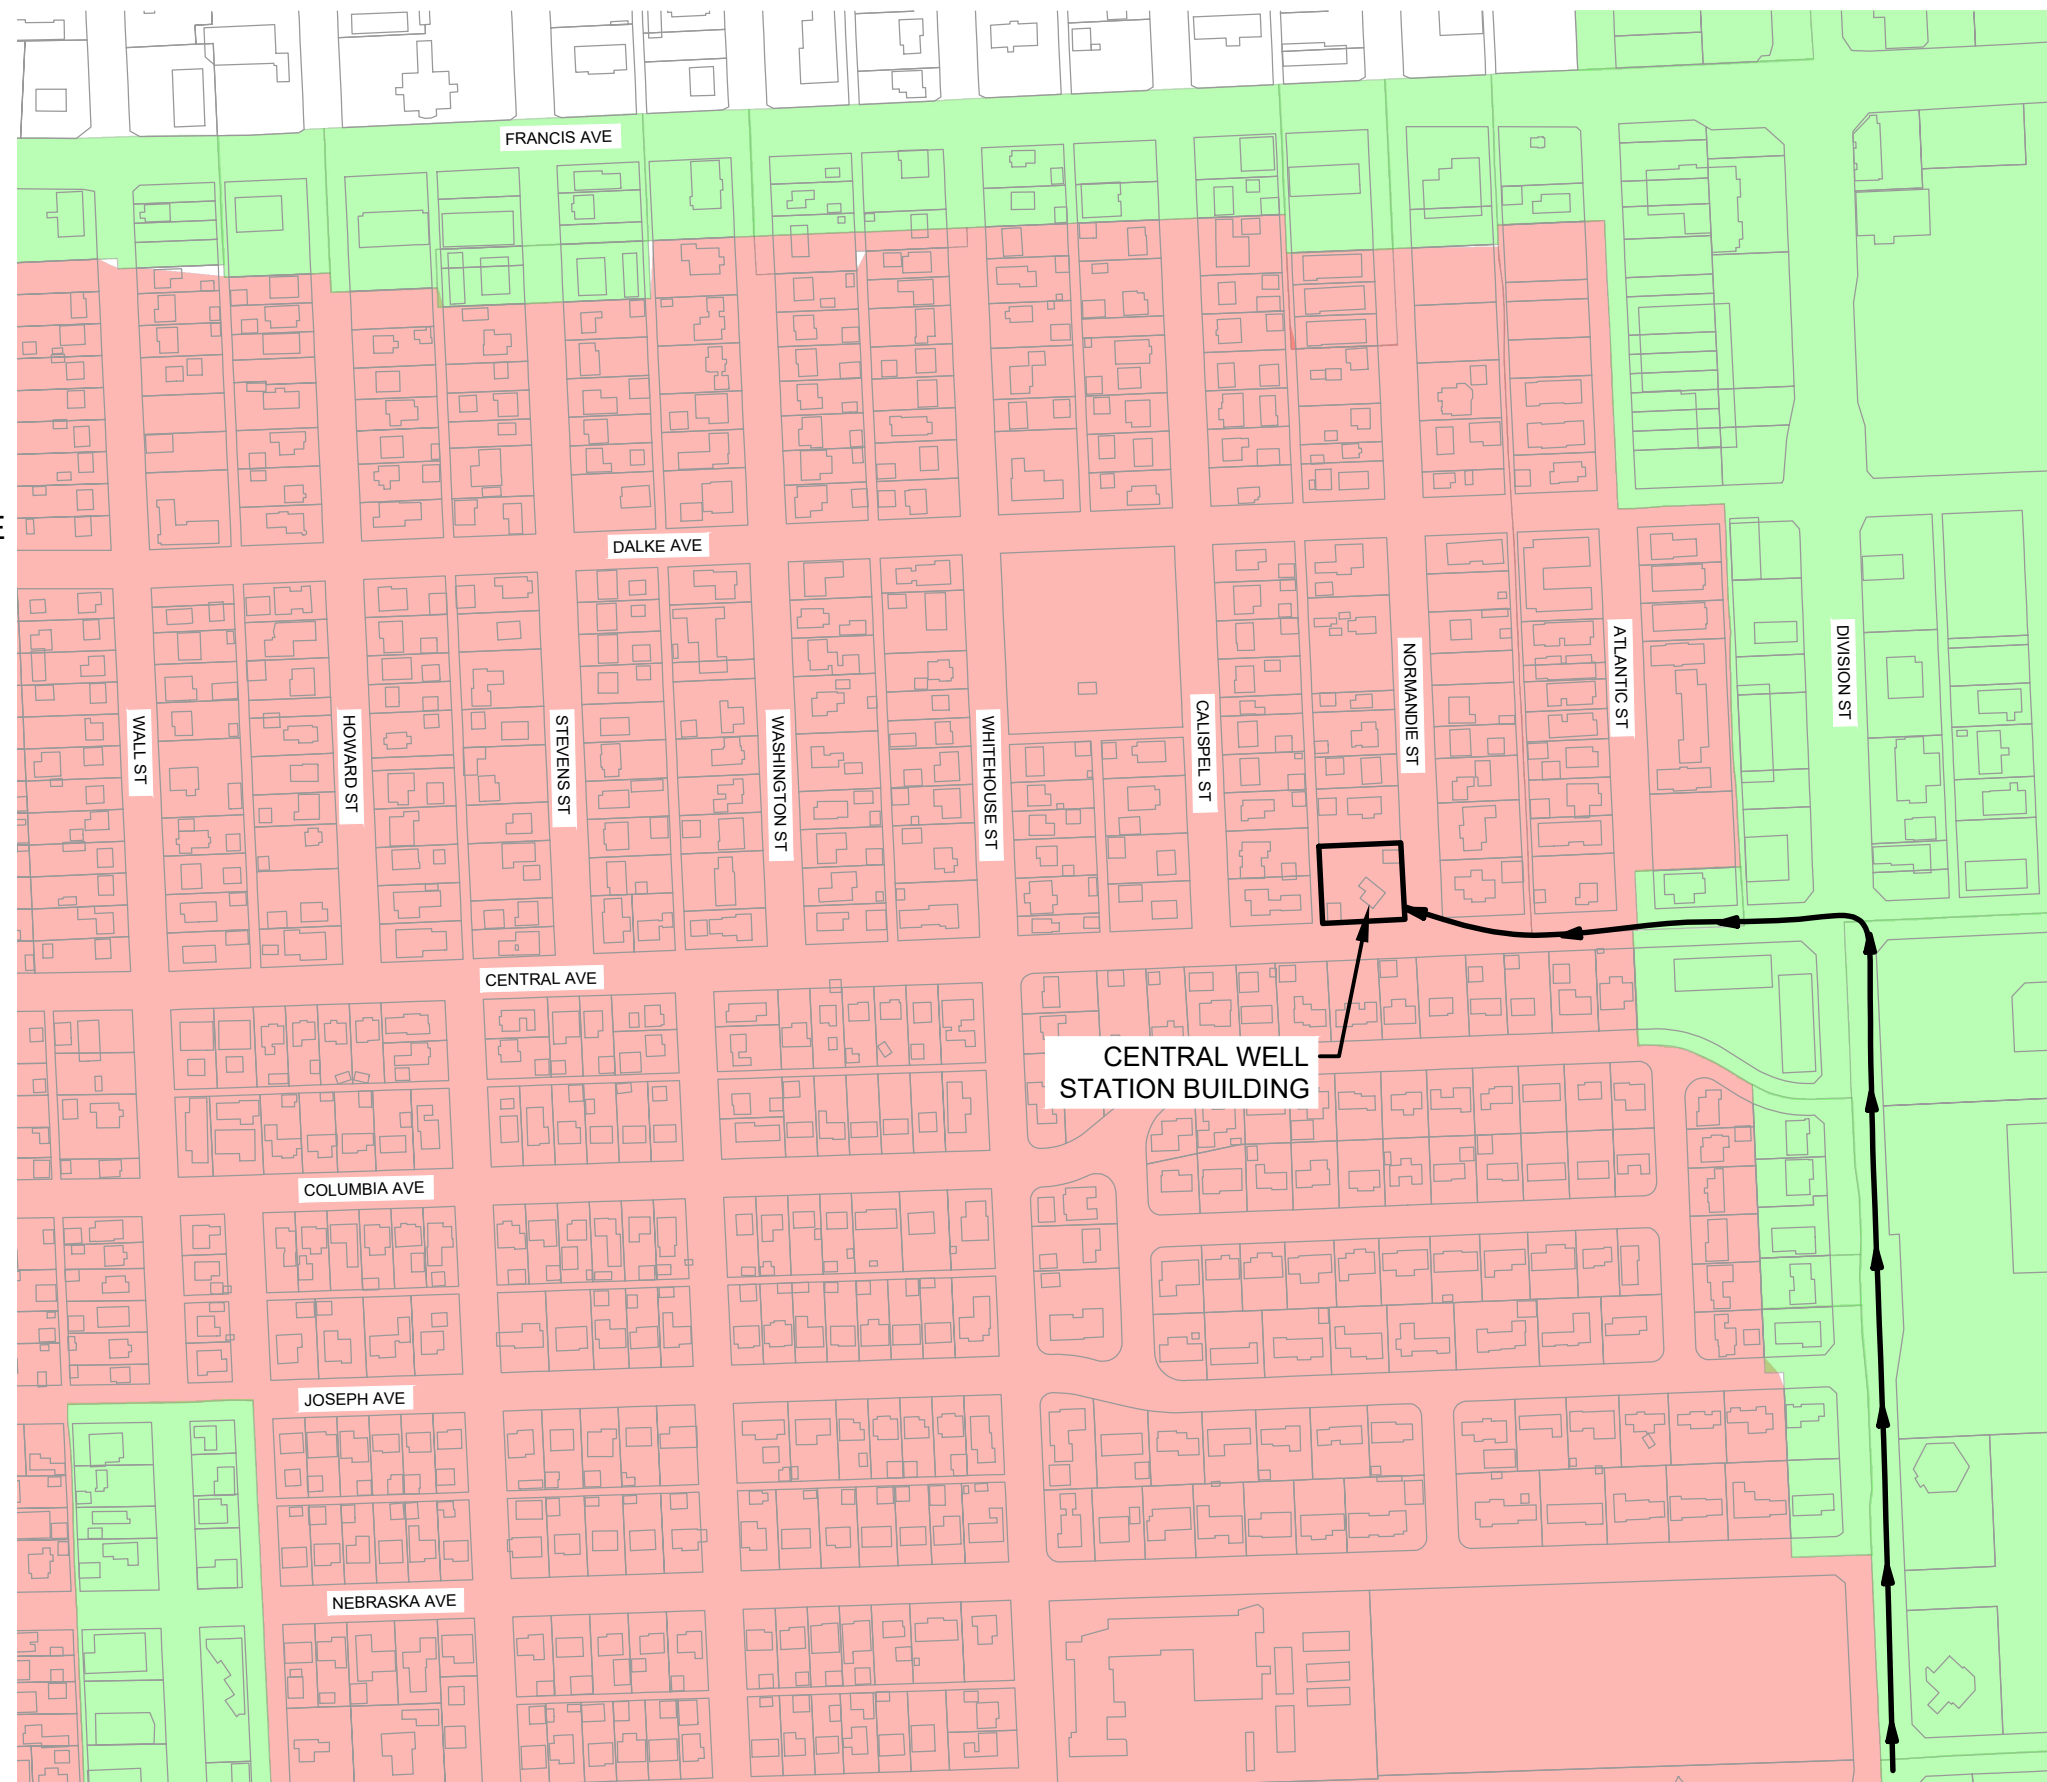 FRANCIS AVE
E
DALKE AVE
WALL ST
HOWARD ST
STEVENS ST
WASHINGTON ST
WHITEHOUSE ST
CALISPEL ST
NORMANDIE ST
ATLANTIC ST
DIVISION ST
CENTRAL AVE
CENTRAL WELL
STATION BUILDING
COLUMBIA AVE
JOSEPH AVE
NEBRASKA AVE